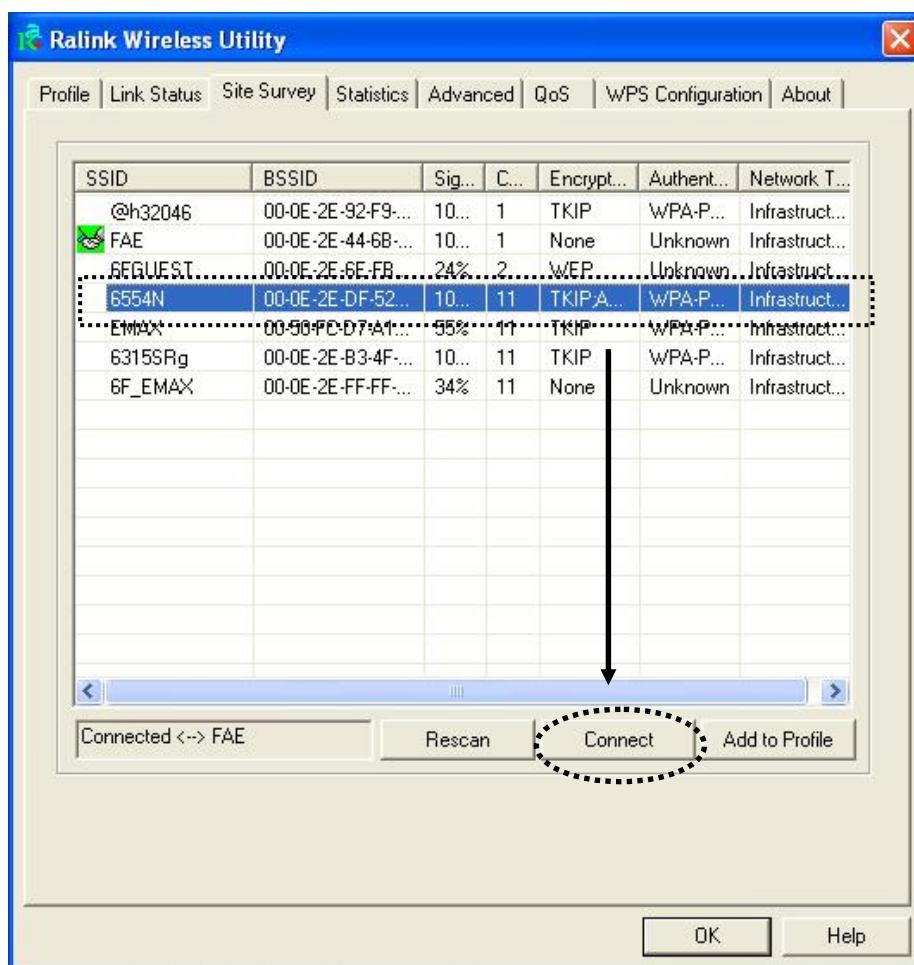 Ralink Wireless Utility
Profile Link Status Site Survey Statistics Advanced QoS WPS Configuration About
SSID BSSID Sig... C... Encrypt... Authent... Network T...
@h32046 00-0E-2E-92-F9-... 10... 1 TKIP WPA-P... Infrastruct...
FAE 00-0E-2E-44-6B-... 10... 1 None Unknown Infrastruct...
6FGUEST 00-0E-2E-6E-FB... 24% 2 WEP Unknown Infrastruct...
6554N 00-0E-2E-DF-52... 10... 11 TKIP;A... WPA-P... Infrastruct...
EMAX 00-50-FC-D7-A1... 55% 11 TKIP WPA-P... Infrastruct...
6315SRg 00-0E-2E-B3-4F-... 10... 11 TKIP WPA-P... Infrastruct...
6F_EMAX 00-0E-2E-FF-FF-... 34% 11 None Unknown Infrastruct...
Connected <--> FAE Rescan Connect Add to Profile
OK Help